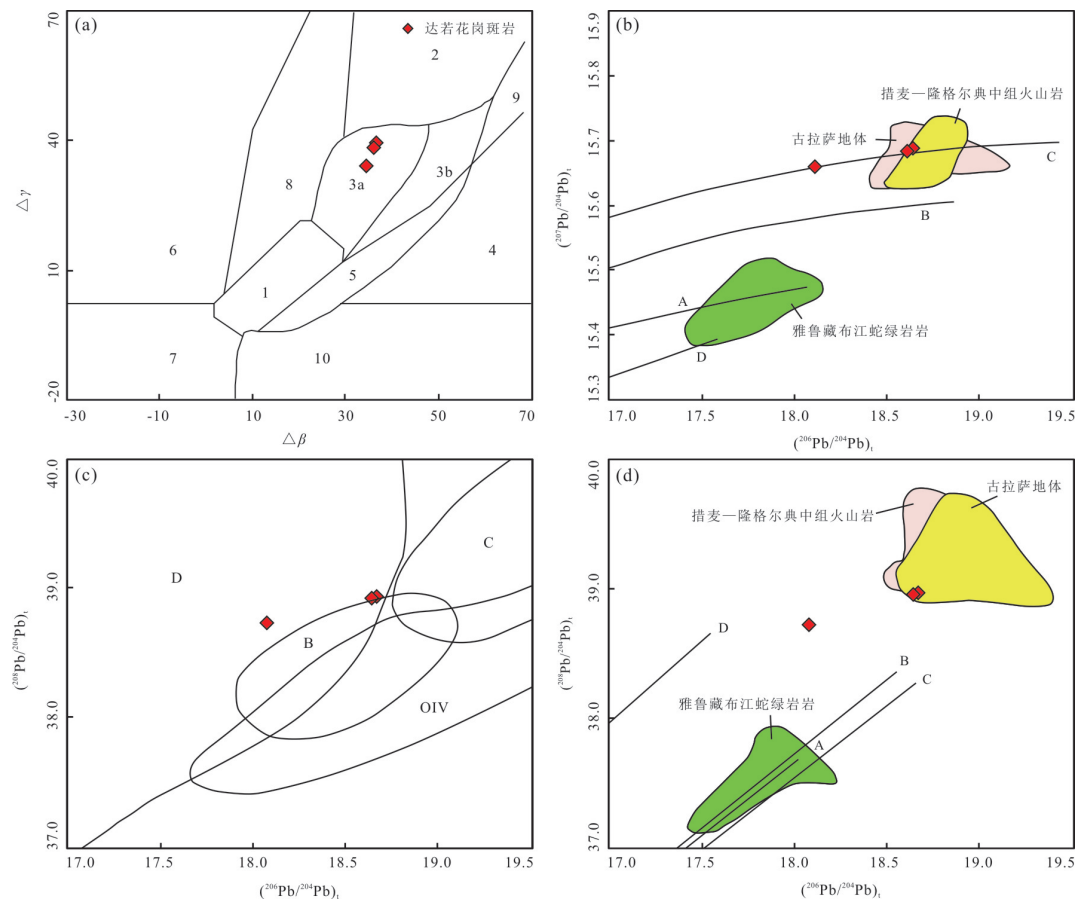 (a)
达若花岗斑岩
70
40
10
-20
△γ
2
9
8
3a
3b
6
5
4
1
7
10
-30
-10
10
30
50
70
△β
(b)
15.9
15.8
15.7
15.6
15.5
15.4
15.3
(²⁰⁷Pb/²⁰⁴Pb)ₜ
措麦—隆格尔典中组火山岩
古拉萨地体
C
B
A
雅鲁藏布江蛇绿岩岩
D
17.0
17.5
18.0
18.5
19.0
19.5
(²⁰⁶Pb/²⁰⁴Pb)ₜ
(c)
40.0
39.0
38.0
37.0
(²⁰⁸Pb/²⁰⁴Pb)ₜ
C
D
B
OIV
17.0
17.5
18.0
18.5
19.0
19.5
(²⁰⁶Pb/²⁰⁴Pb)ₜ
(d)
40.0
39.0
38.0
37.0
(²⁰⁸Pb/²⁰⁴Pb)ₜ
古拉萨地体
措麦—隆格尔典中组火山岩
D
B
C
雅鲁藏布江蛇绿岩岩
A
17.0
17.5
18.0
18.5
19.0
19.5
(²⁰⁶Pb/²⁰⁴Pb)ₜ